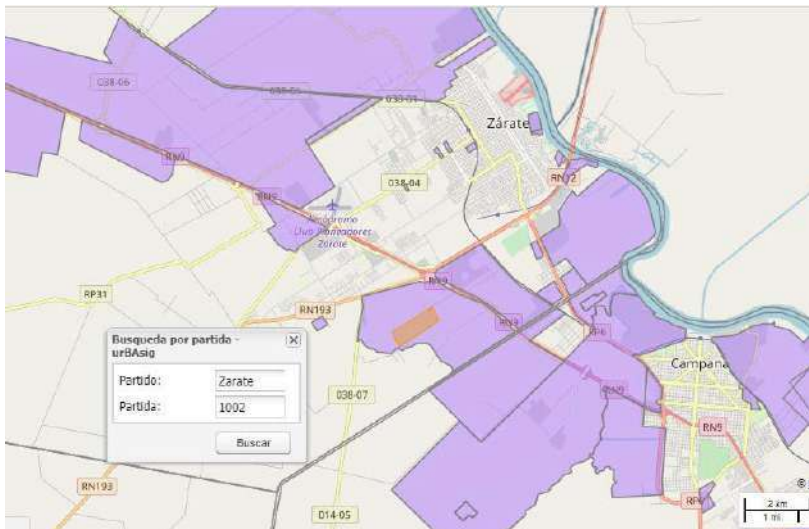 038-06
038-01
Zárate
RN9
038-04
RN12
RN9
Aeródromo
Club Planeadores
Zárate
RN9
RP31
RN193
RN9
RP6
Busqueda por partida -
urBAsig
Partido: Zarate
Partida: 1002
Buscar
Campana
038-07
RN9
RN9
RN193
014-05
RP6
©
2 km
1 mi